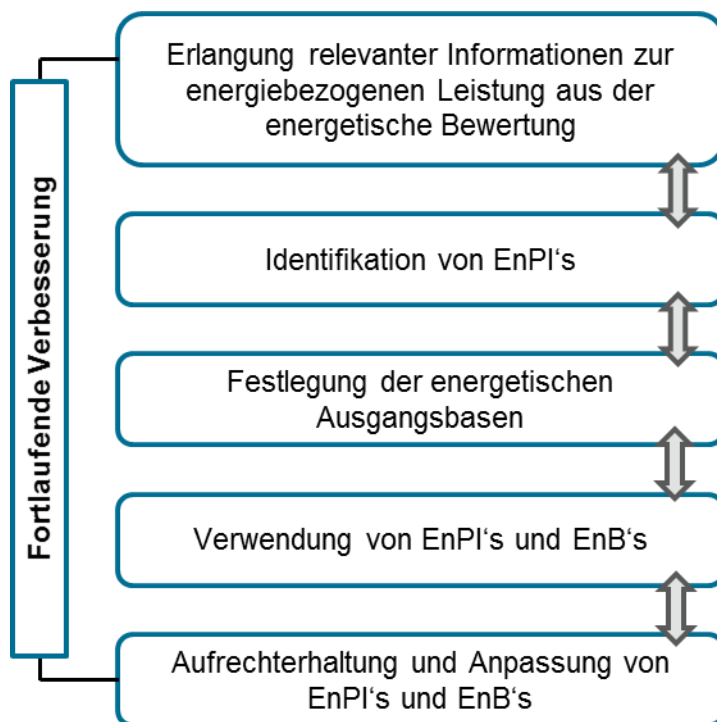 Fortlaufende Verbesserung
Erlangung relevanter Informationen zur
energiebezogenen Leistung aus der
energetische Bewertung
Identifikation von EnPI‘s
Festlegung der energetischen
Ausgangsbasen
Verwendung von EnPI‘s und EnB‘s
Aufrechterhaltung und Anpassung von
EnPI‘s und EnB‘s